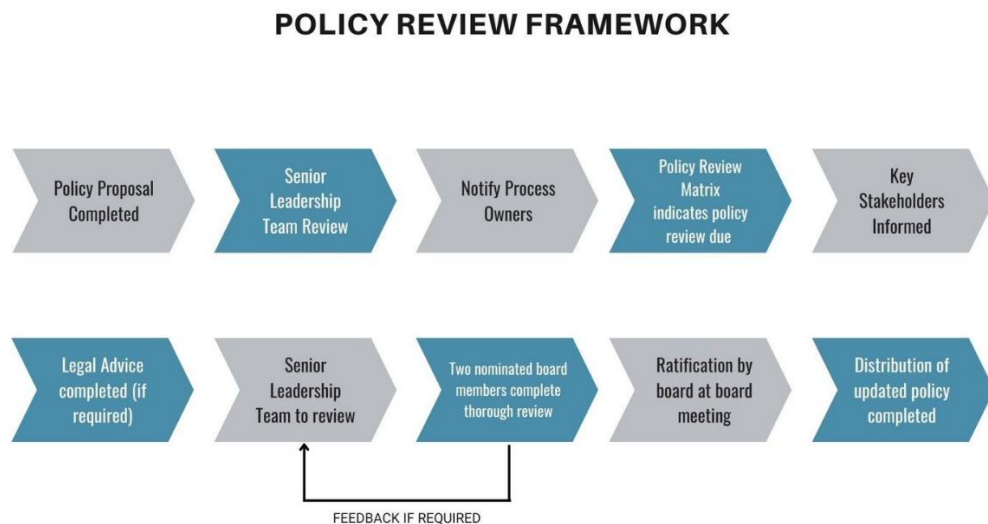 POLICY REVIEW FRAMEWORK
Policy Proposal
Completed
Senior
Leadership
Team Review
Notify Process
Owners
Policy Review
Matrix
indicates policy
review due
Key
Stakeholders
Informed
Legal Advice
completed (if
required)
Senior
Leadership
Team to review
Two nominated board
members complete
thorough review
Ratification by
board at board
meeting
Distribution of
updated policy
completed
FEEDBACK IF REQUIRED